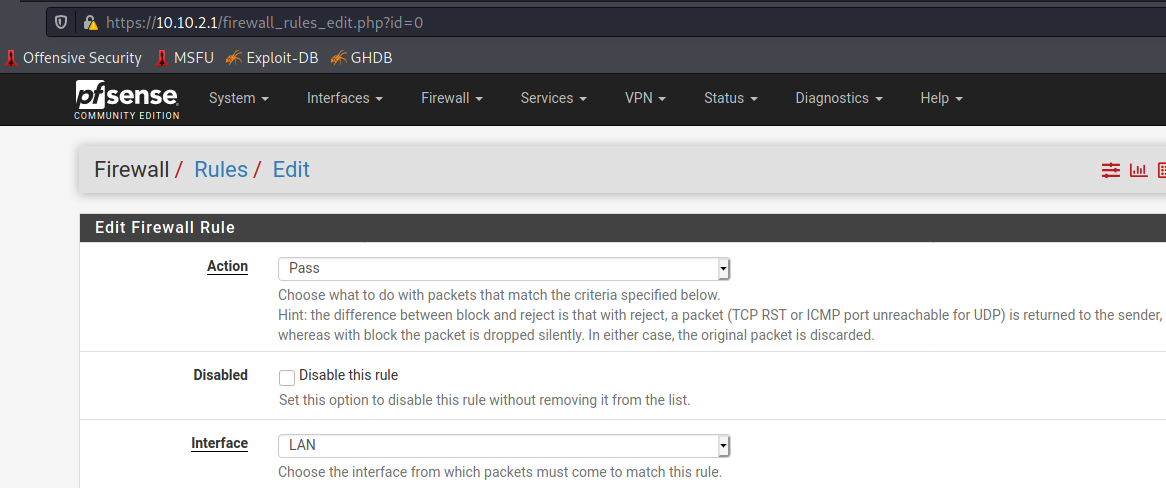 https://10.10.2.1/firewall_rules_edit.php?id=0
Offensive Security MSFU Exploit-DB GHDB
pfsense COMMUNITY EDITION System Interfaces Firewall Services VPN Status Diagnostics Help
Firewall / Rules / Edit
Edit Firewall Rule
Action Pass
Choose what to do with packets that match the criteria specified below.
Hint: the difference between block and reject is that with reject, a packet (TCP RST or ICMP port unreachable for UDP) is returned to the sender,
whereas with block the packet is dropped silently. In either case, the original packet is discarded.
Disabled Disable this rule
Set this option to disable this rule without removing it from the list.
Interface LAN
Choose the interface from which packets must come to match this rule.